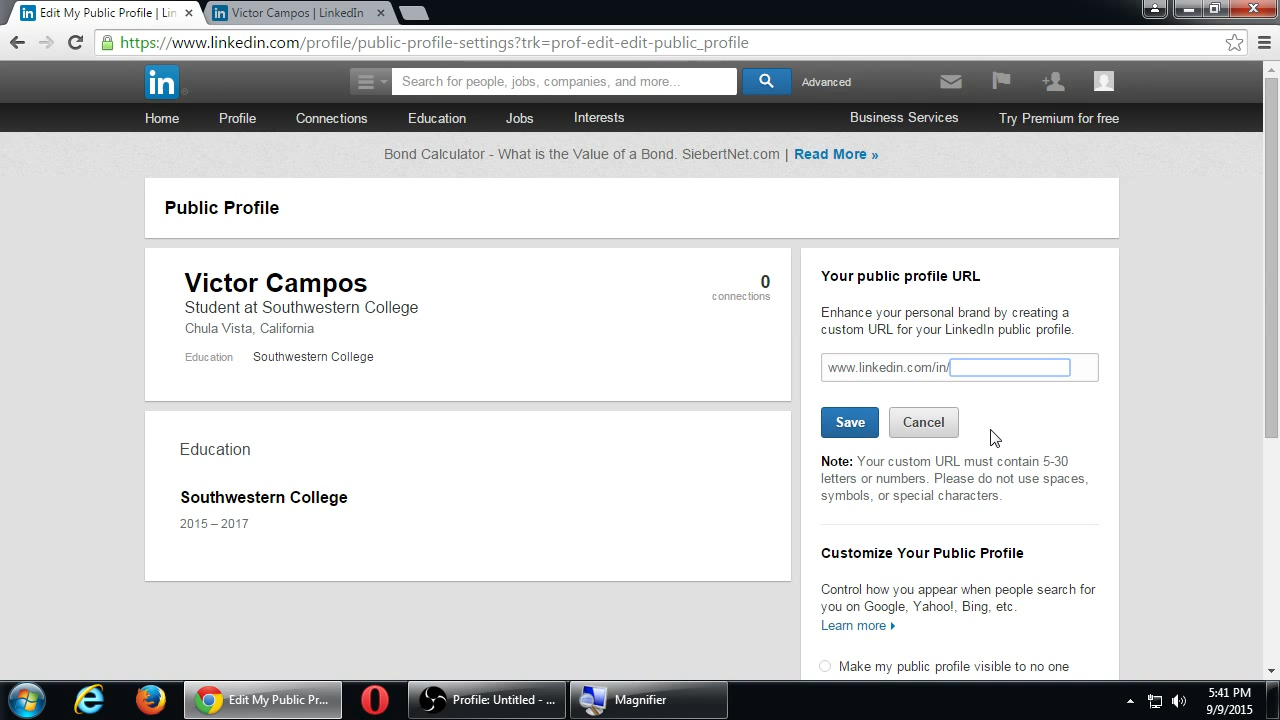 Edit My Public Profile | Lin
Victor Campos | LinkedIn
https://www.linkedin.com/profile/public-profile-settings?trk=prof-edit-edit-public_profile
in
Search for people, jobs, companies, and more...
Advanced
Home
Profile
Connections
Education
Jobs
Interests
Business Services
Try Premium for free
Bond Calculator - What is the Value of a Bond. SiebertNet.com | Read More »
Public Profile
Victor Campos
Student at Southwestern College
Chula Vista, California
Education Southwestern College
0
connections
Education
Southwestern College
2015 – 2017
Your public profile URL
Enhance your personal brand by creating a
custom URL for your LinkedIn public profile.
www.linkedin.com/in/
Save
Cancel
Note: Your custom URL must contain 5-30
letters or numbers. Please do not use spaces,
symbols, or special characters.
Customize Your Public Profile
Control how you appear when people search for
you on Google, Yahoo!, Bing, etc.
Learn more
Make my public profile visible to no one
Edit My Public Pr...
Profile: Untitled - ...
Magnifier
5:41 PM
9/9/2015